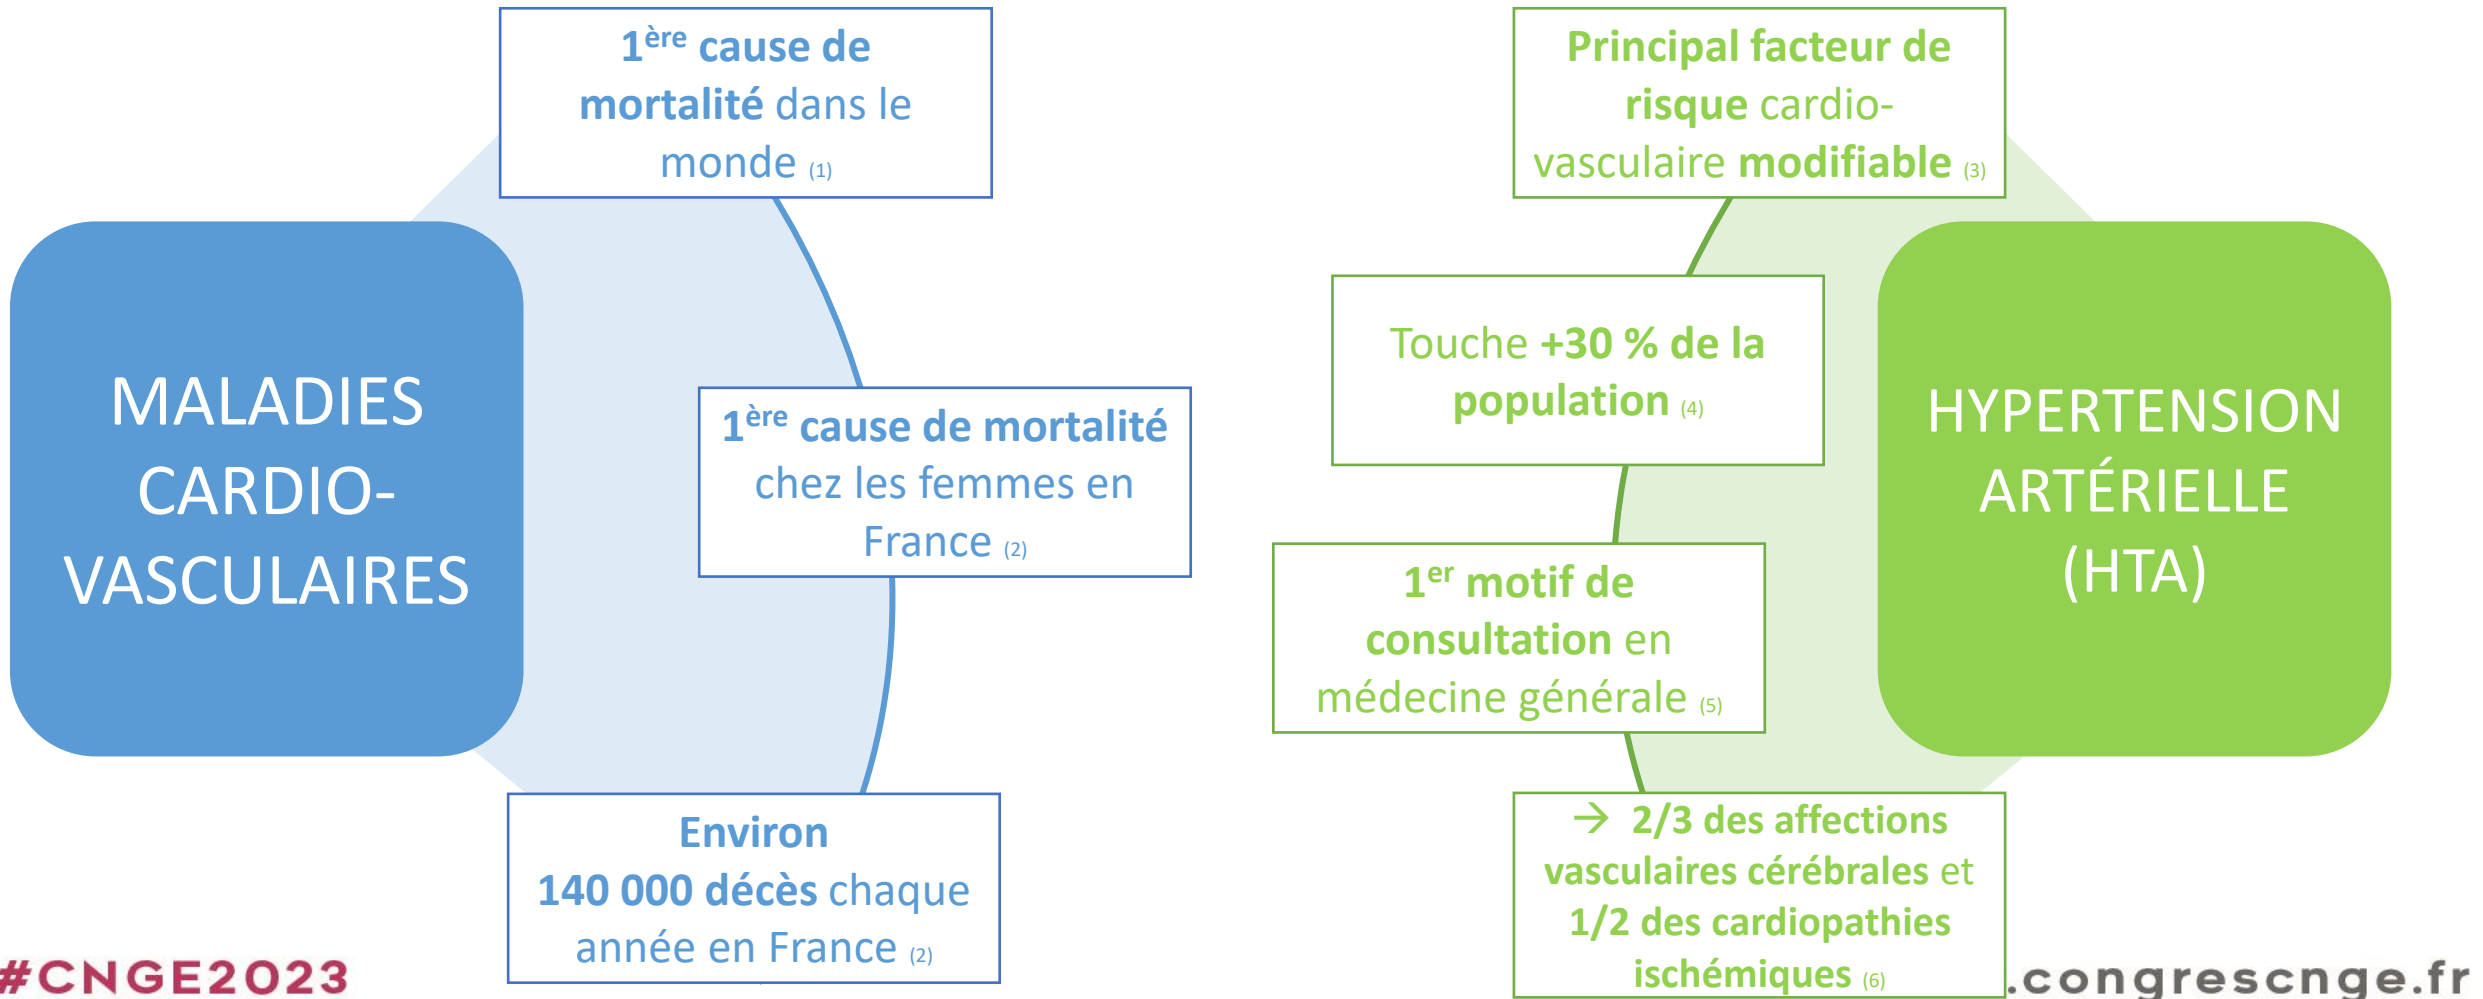 MALADIES
CARDIO-
VASCULAIRES
1ère cause de
mortalité dans le
monde (1)
1ère cause de mortalité
chez les femmes en
France (2)
Environ
140 000 décès chaque
année en France (2)
Principal facteur de
risque cardio-
vasculaire modifiable (3)
Touche +30 % de la
population (4)
1er motif de
consultation en
médecine générale (5)
→ 2/3 des affections
vasculaires cérébrales et
1/2 des cardiopathies
ischémiques (6)
HYPERTENSION
ARTÉRIELLE
(HTA)
#CNGE2023
.congrescnge.fr